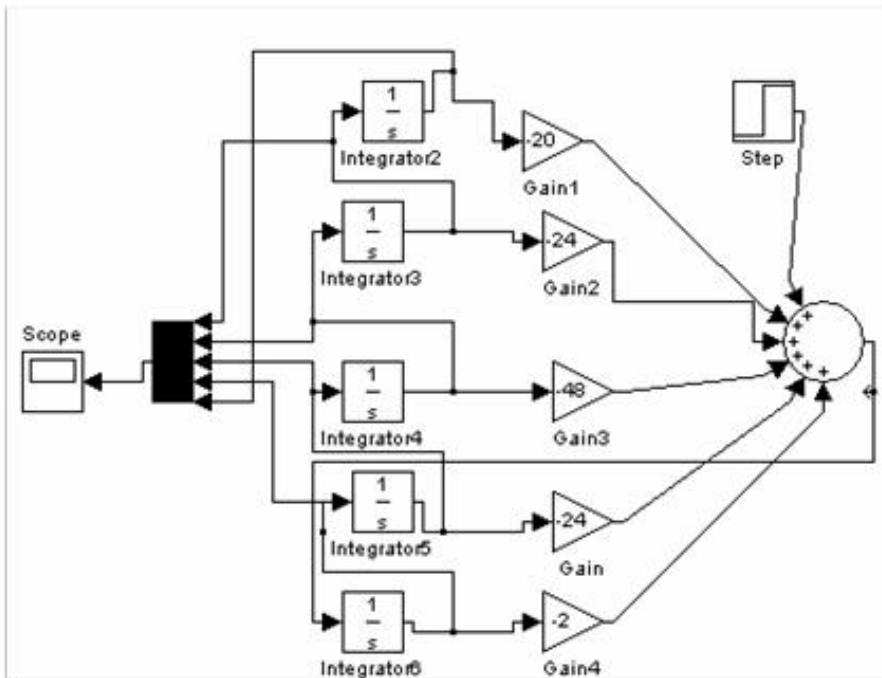 1
s
Integrator2
-20
Gain1
Step
1
s
Integrator3
-24
Gain2
Scope
+
+
+
+
+
+
1
s
Integrator4
-48
Gain3
1
s
Integrator5
-24
Gain
1
s
Integrator6
-2
Gain4